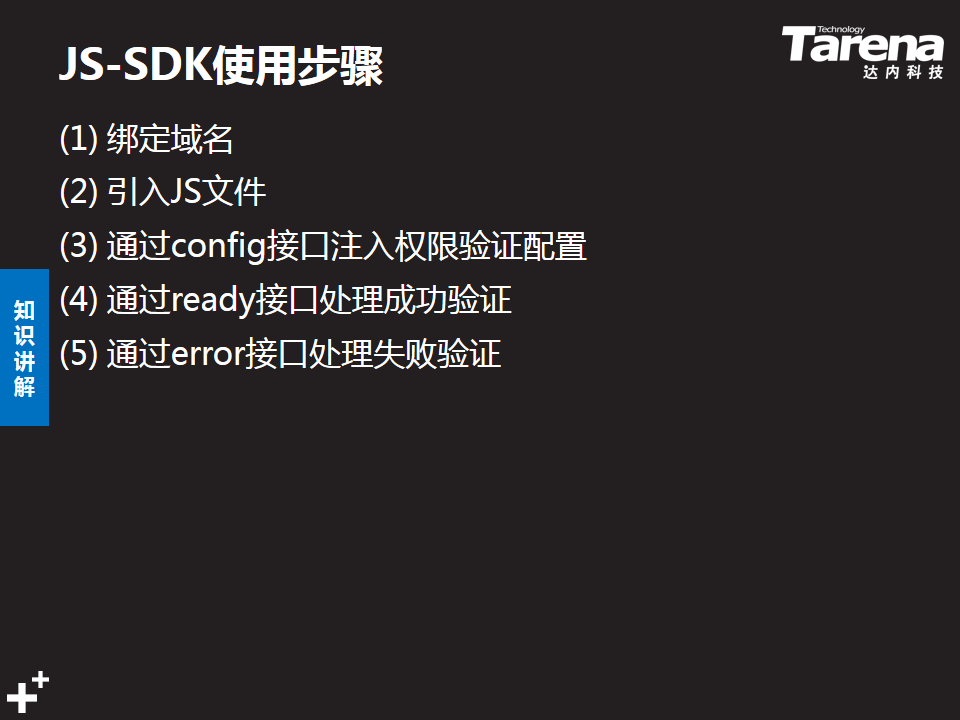 JS-SDK使用步骤
Technology
Tarena
达内科技
(1) 绑定域名
(2) 引入JS文件
(3) 通过config接口注入权限验证配置
(4) 通过ready接口处理成功验证
(5) 通过error接口处理失败验证
知识讲解